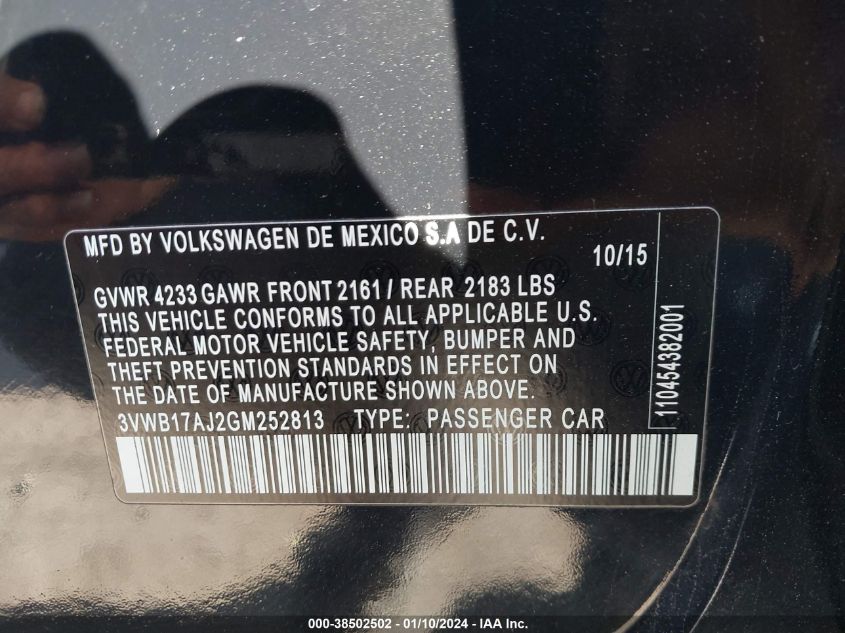 MFD BY VOLKSWAGEN DE MEXICO S.A DE C.V.
10/15
GVWR 4233 GAWR FRONT 2161 / REAR 2183 LBS
THIS VEHICLE CONFORMS TO ALL APPLICABLE U.S.
FEDERAL MOTOR VEHICLE SAFETY, BUMPER AND
THEFT PREVENTION STANDARDS IN EFFECT ON
THE DATE OF MANUFACTURE SHOWN ABOVE.
3VWB17AJ2GM252813 TYPE: PASSENGER CAR
110454382001
000-38502502 - 01/10/2024 - IAA Inc.